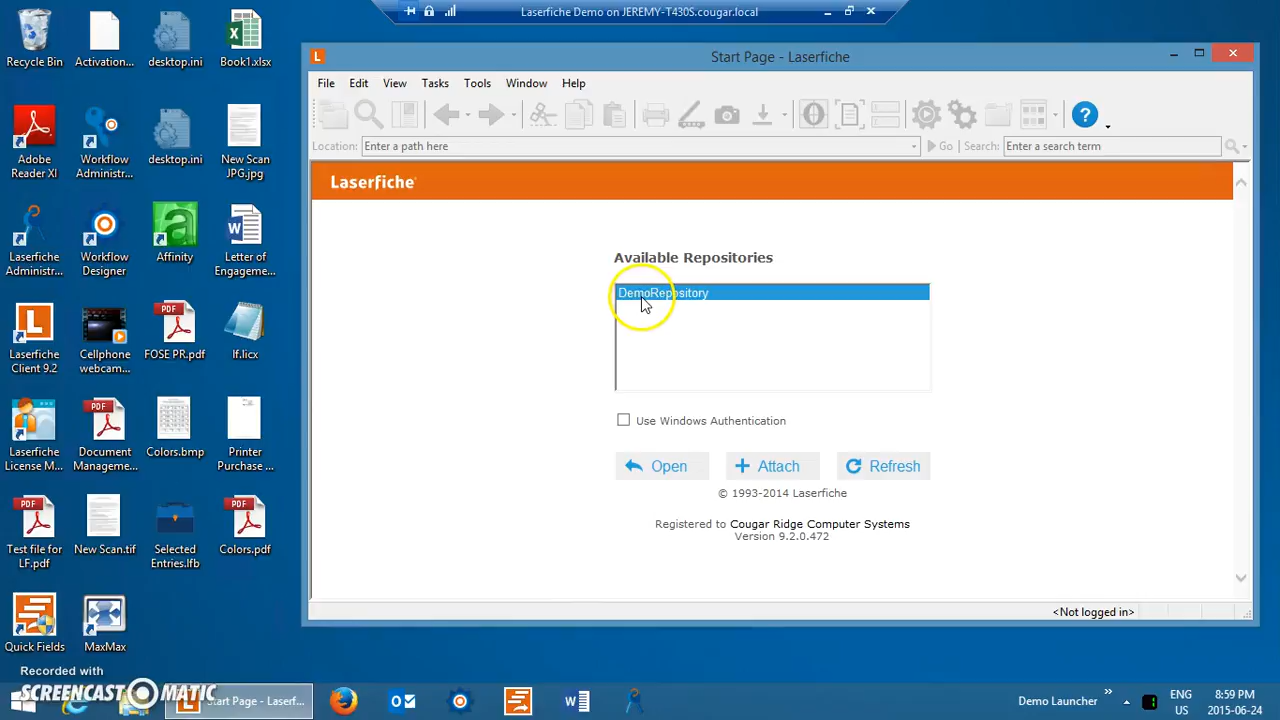 Laserfiche Demo on JEREMY-T430S.cougar.local
Recycle Bin
Activation...
desktop.ini
Book1.xlsx
Adobe
Reader XI
Workflow
Administr...
desktop.ini
New Scan
JPG.jpg
Laserfiche
Administr...
Workflow
Designer
Affinity
Letter of
Engageme...
Laserfiche
Client 9.2
Cellphone
webcam...
FOSE PR.pdf
lf.licx
Laserfiche
License M...
Document
Manageme...
Colors.bmp
Printer
Purchase ...
Test file for
LF.pdf
New Scan.tif
Selected
Entries.lfb
Colors.pdf
Quick Fields
MaxMax
Start Page - Laserfiche
File Edit View Tasks Tools Window Help
Location: Enter a path here Go Search: Enter a search term
Laserfiche
Available Repositories
DemoRepository
Use Windows Authentication
Open Attach Refresh
© 1993-2014 Laserfiche
Registered to Cougar Ridge Computer Systems
Version 9.2.0.472
<Not logged in>
Recorded with
SCREENCAST-O-MATIC
Start Page - Laserf...
Demo Launcher
ENG
US
8:59 PM
2015-06-24